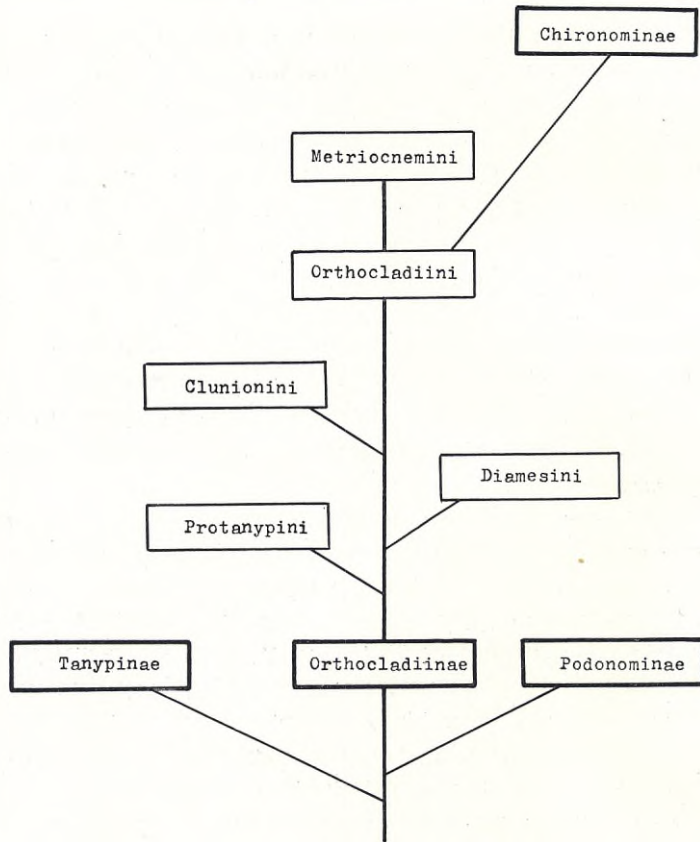 Chironominae
Metriocnemini
Orthocladiini
Clunionini
Diamesini
Protanypini
Tanypinae
Orthocladiinae
Podonominae